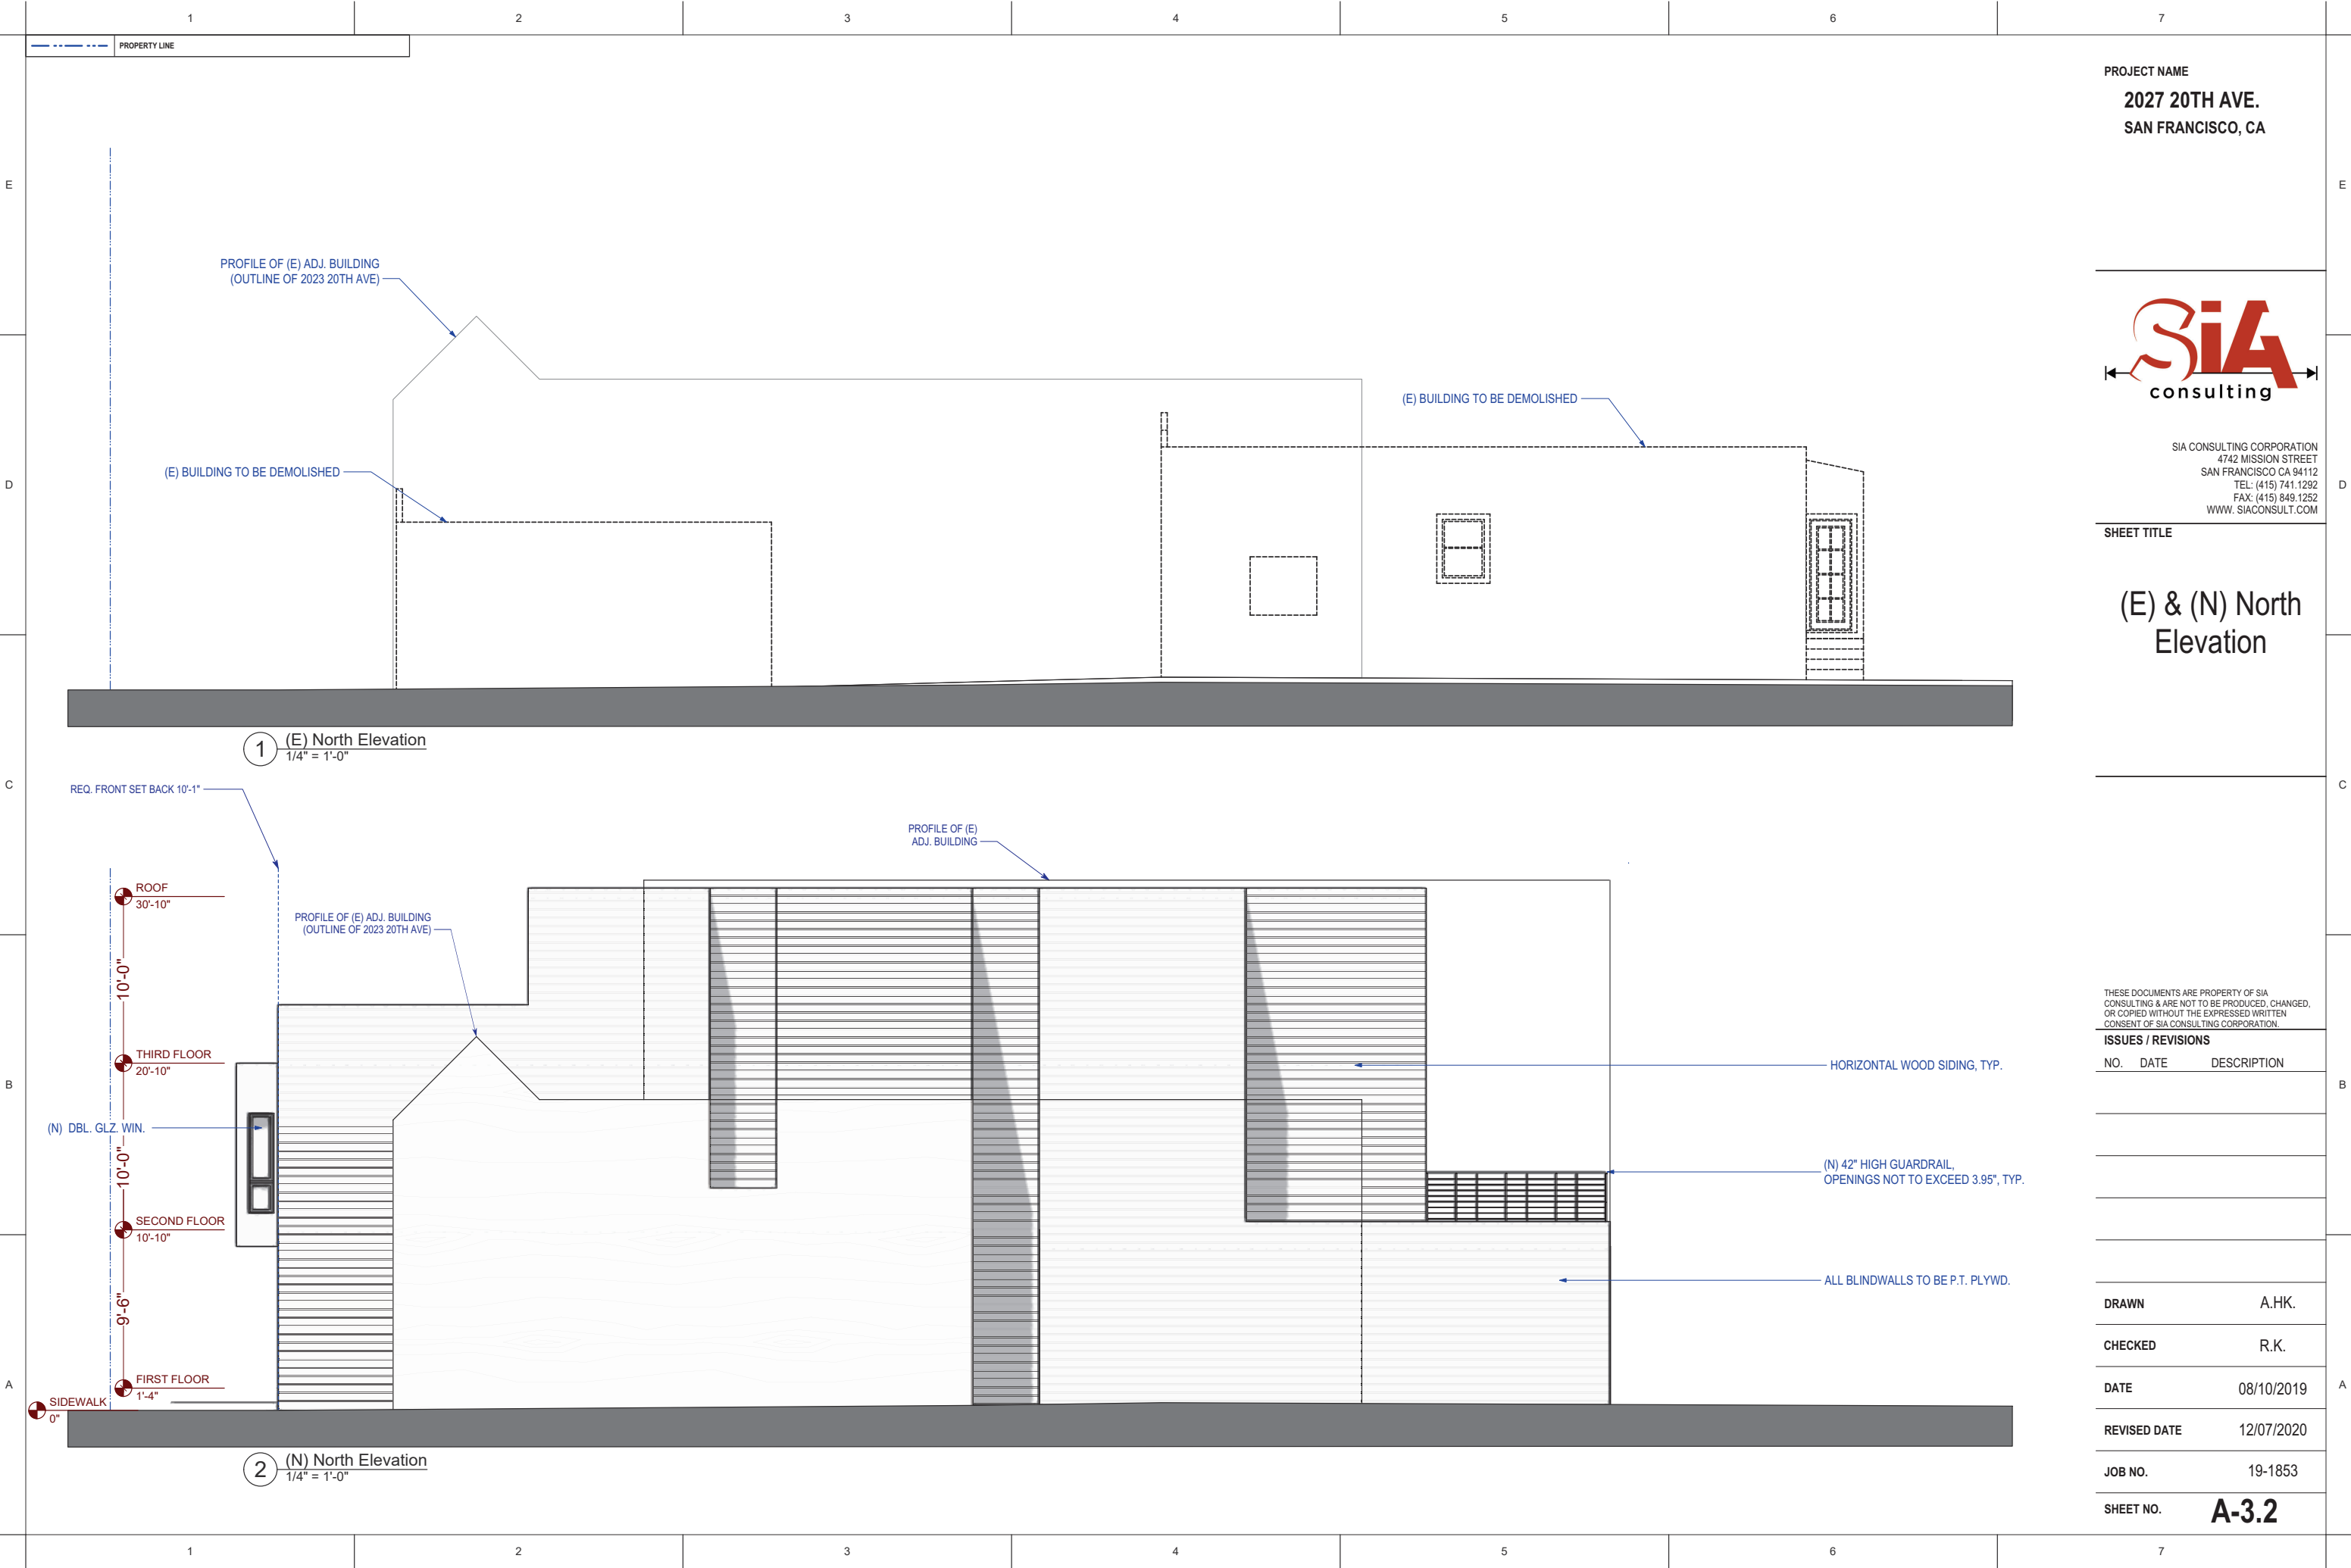 1 2 3 4 5 6 7
PROPERTY LINE
E E
D D
C C
B B
A A
PROFILE OF (E) ADJ. BUILDING
(OUTLINE OF 2023 20TH AVE)
(E) BUILDING TO BE DEMOLISHED
(E) BUILDING TO BE DEMOLISHED
1 (E) North Elevation
1/4" = 1'-0"
REQ. FRONT SET BACK 10'-1"
PROFILE OF (E)
ADJ. BUILDING
PROFILE OF (E) ADJ. BUILDING
(OUTLINE OF 2023 20TH AVE)
ROOF
30'-10"
10'-0"
THIRD FLOOR
20'-10"
(N) DBL. GLZ. WIN.
10'-0"
SECOND FLOOR
10'-10"
9'-6"
FIRST FLOOR
1'-4"
SIDEWALK
0"
HORIZONTAL WOOD SIDING, TYP.
(N) 42" HIGH GUARDRAIL,
OPENINGS NOT TO EXCEED 3.95", TYP.
ALL BLINDWALLS TO BE P.T. PLYWD.
2 (N) North Elevation
1/4" = 1'-0"
PROJECT NAME
2027 20TH AVE.
SAN FRANCISCO, CA
SiA
consulting
SIA CONSULTING CORPORATION
4742 MISSION STREET
SAN FRANCISCO CA 94112
TEL: (415) 741.1292
FAX: (415) 849.1252
WWW. SIACONSULT.COM
SHEET TITLE
(E) & (N) North
Elevation
THESE DOCUMENTS ARE PROPERTY OF SIA
CONSULTING & ARE NOT TO BE PRODUCED, CHANGED,
OR COPIED WITHOUT THE EXPRESSED WRITTEN
CONSENT OF SIA CONSULTING CORPORATION.
ISSUES / REVISIONS
NO. DATE DESCRIPTION
DRAWN A.HK.
CHECKED R.K.
DATE 08/10/2019
REVISED DATE 12/07/2020
JOB NO. 19-1853
SHEET NO. A-3.2
1 2 3 4 5 6 7